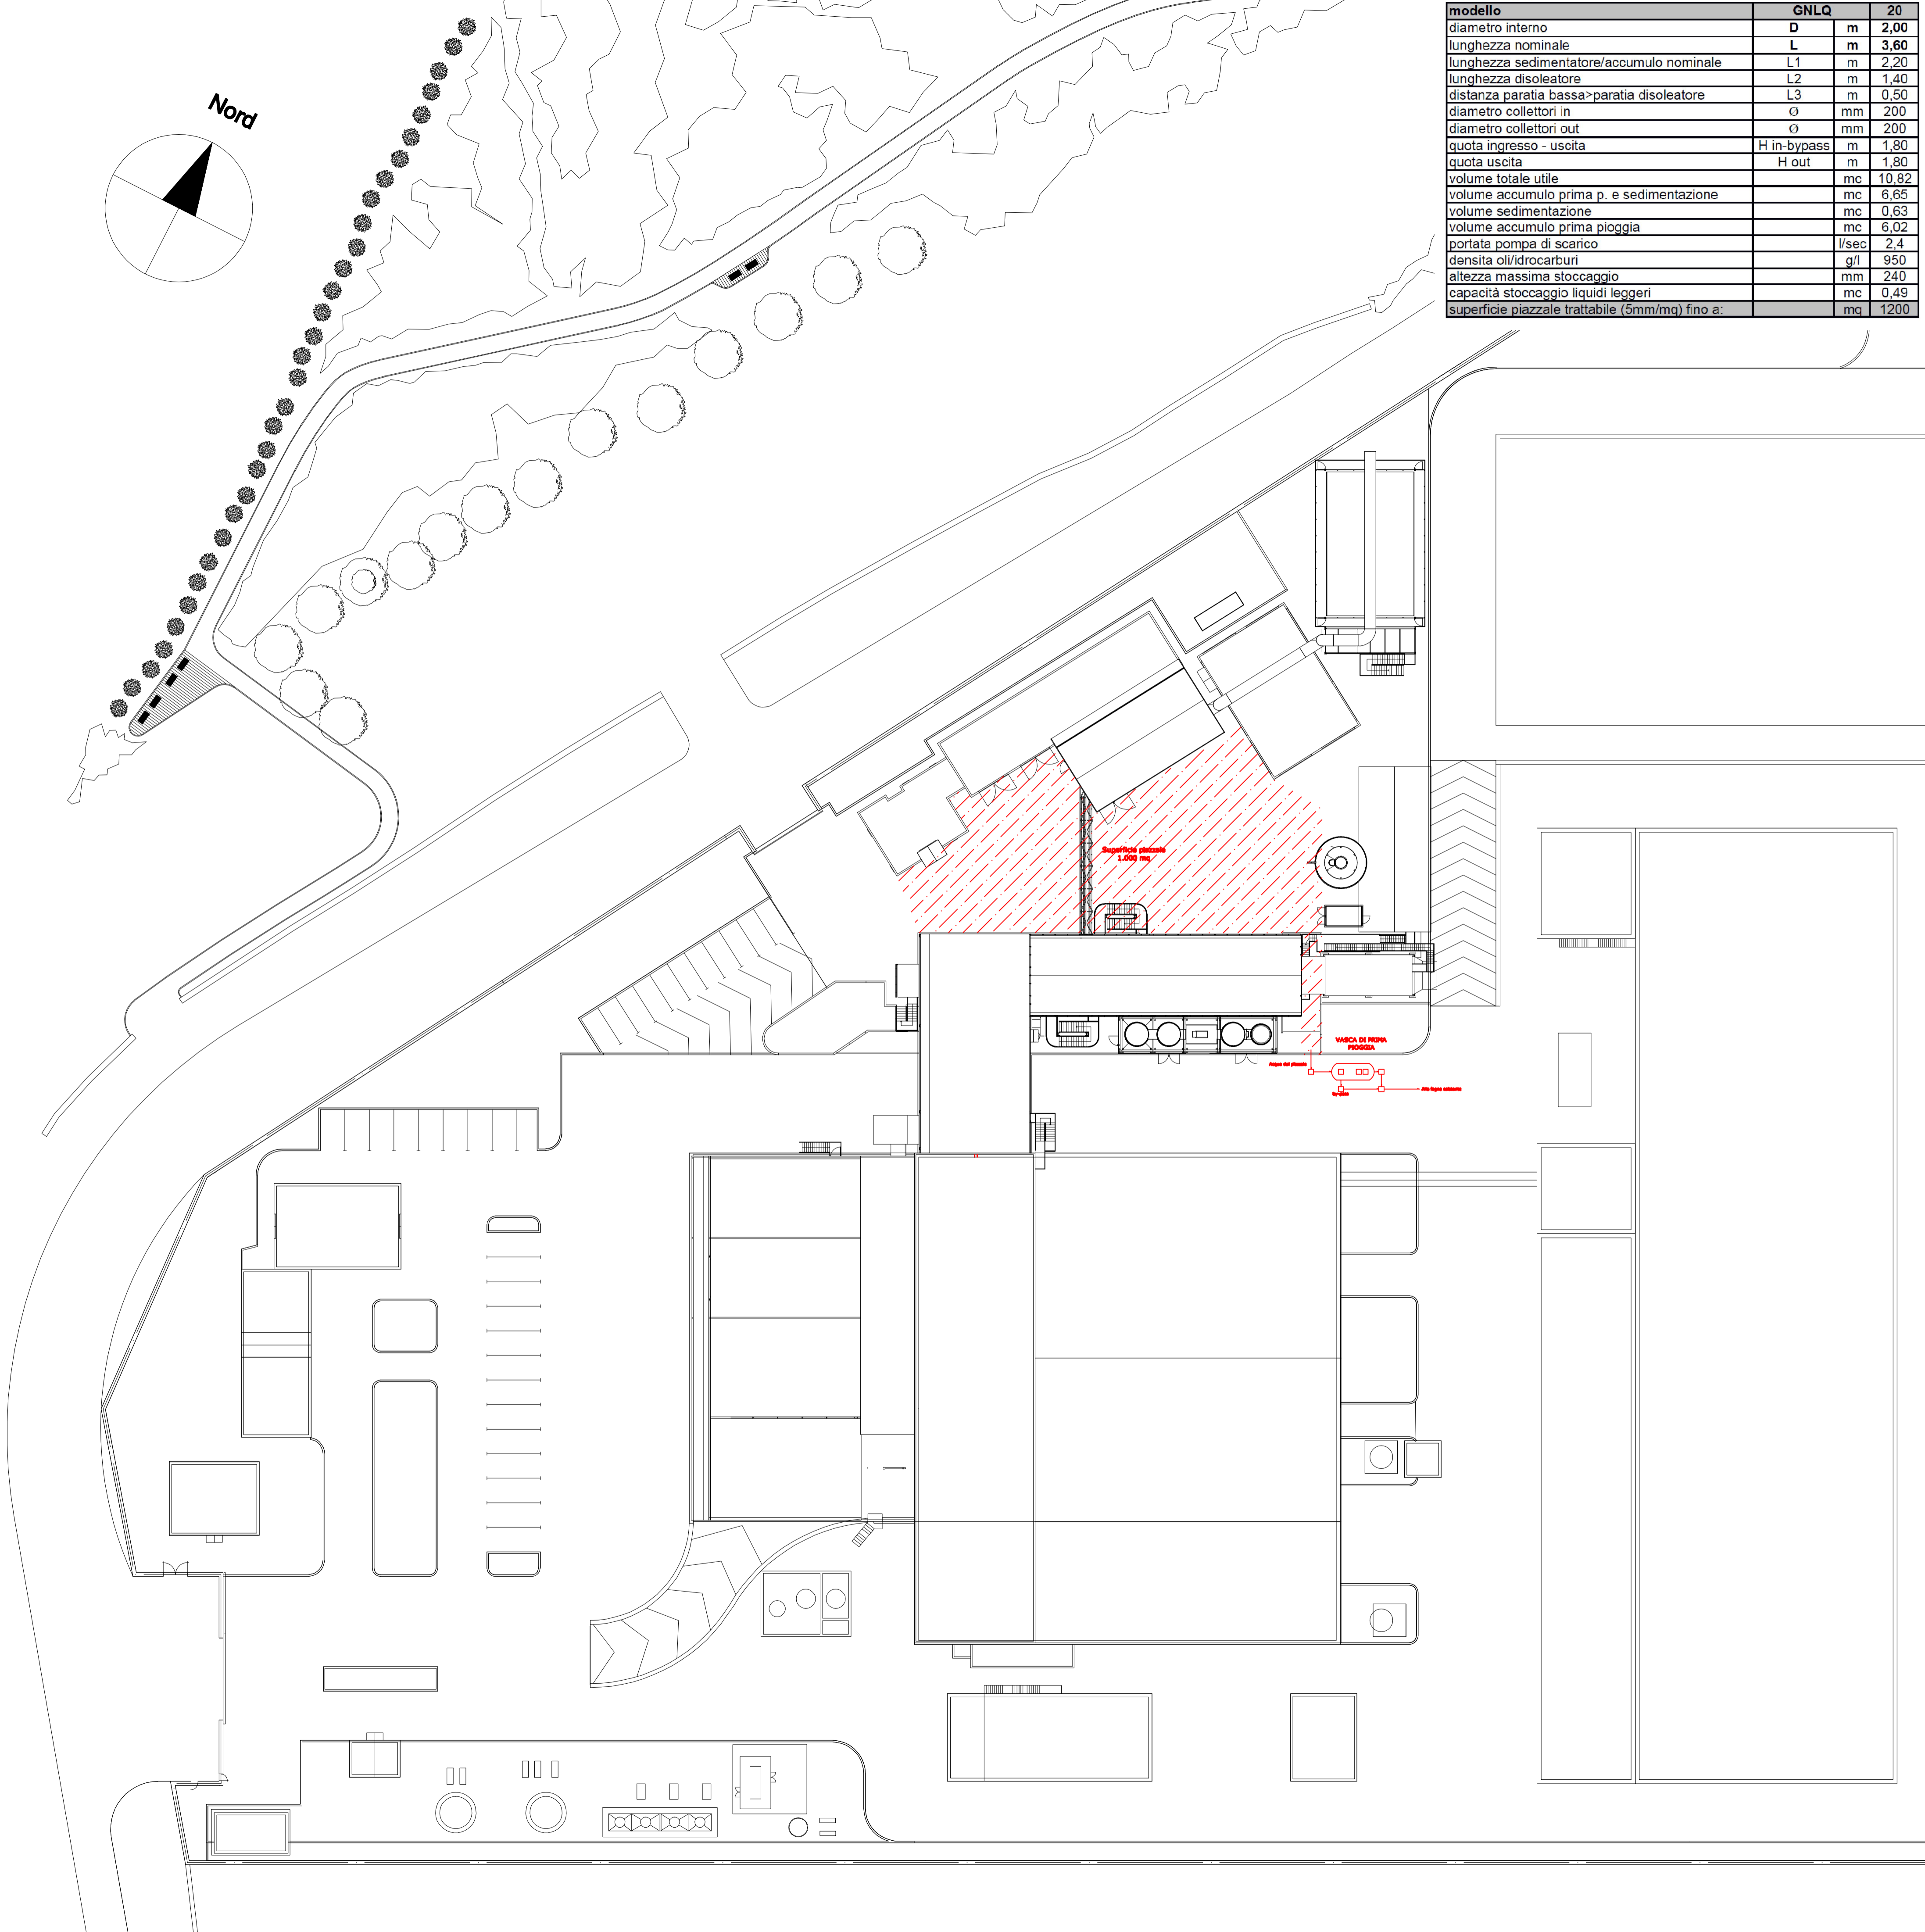 Nord
modello GNLQ 20
diametro interno D m 2,00
lunghezza nominale L m 3,60
lunghezza sedimentatore/accumulo nominale L1 m 2,20
lunghezza disoleatore L2 m 1,40
distanza paratia bassa>paratia disoleatore L3 m 0,50
diametro collettori in Ø mm 200
diametro collettori out Ø mm 200
quota ingresso - uscita H in-bypass m 1,80
quota uscita H out m 1,80
volume totale utile mc 10,82
volume accumulo prima p. e sedimentazione mc 6,65
volume sedimentazione mc 0,63
volume accumulo prima pioggia mc 6,02
portata pompa di scarico l/sec 2,4
densita oli/idrocarburi g/l 950
altezza massima stoccaggio mm 240
capacità stoccaggio liquidi leggeri mc 0,49
superficie piazzale trattabile (5mm/mq) fino a: mq 1200
Superficie piazzale
1.000 mq
VASCA DI PRIMA
PIOGGIA
Acque del piazzale
By-pass
Alla fogna esistente